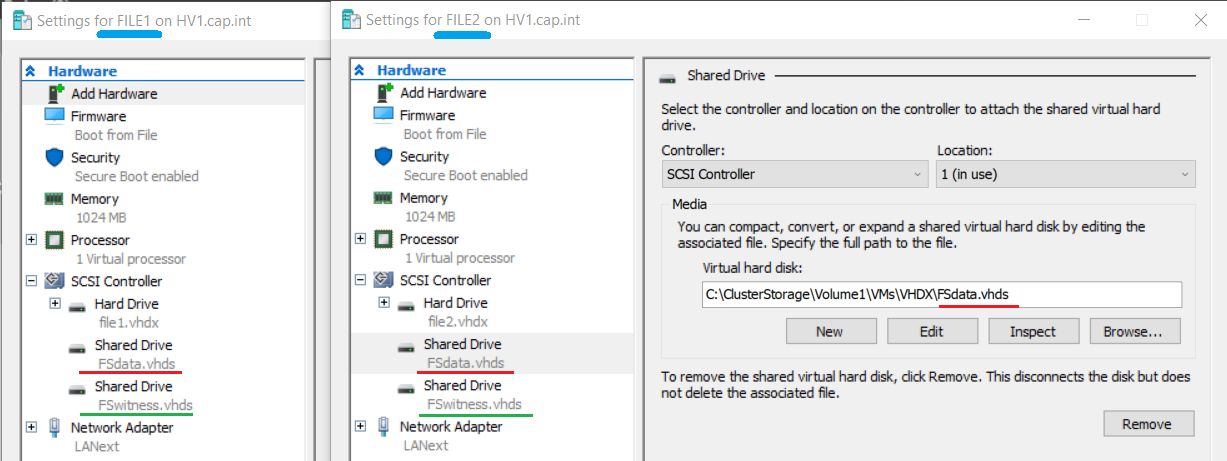 Settings for FILE1 on HV1.cap.int
Hardware
Add Hardware
Firmware
Boot from File
Security
Secure Boot enabled
Memory
1024 MB
Processor
1 Virtual processor
SCSI Controller
Hard Drive
file1.vhdx
Shared Drive
FSdata.vhds
Shared Drive
FSwitness.vhds
Network Adapter
LANext
Settings for FILE2 on HV1.cap.int
Hardware
Add Hardware
Firmware
Boot from File
Security
Secure Boot enabled
Memory
1024 MB
Processor
1 Virtual processor
SCSI Controller
Hard Drive
file2.vhdx
Shared Drive
FSdata.vhds
Shared Drive
FSwitness.vhds
Network Adapter
LANext
Shared Drive
Select the controller and location on the controller to attach the shared virtual hard
drive.
Controller: Location:
SCSI Controller 1 (in use)
Media
You can compact, convert, or expand a shared virtual hard disk by editing the
associated file. Specify the full path to the file.
Virtual hard disk:
C:\ClusterStorage\Volume1\VMs\VHDX\FSdata.vhds
New Edit Inspect Browse...
To remove the shared virtual hard disk, click Remove. This disconnects the disk but does
not delete the associated file.
Remove